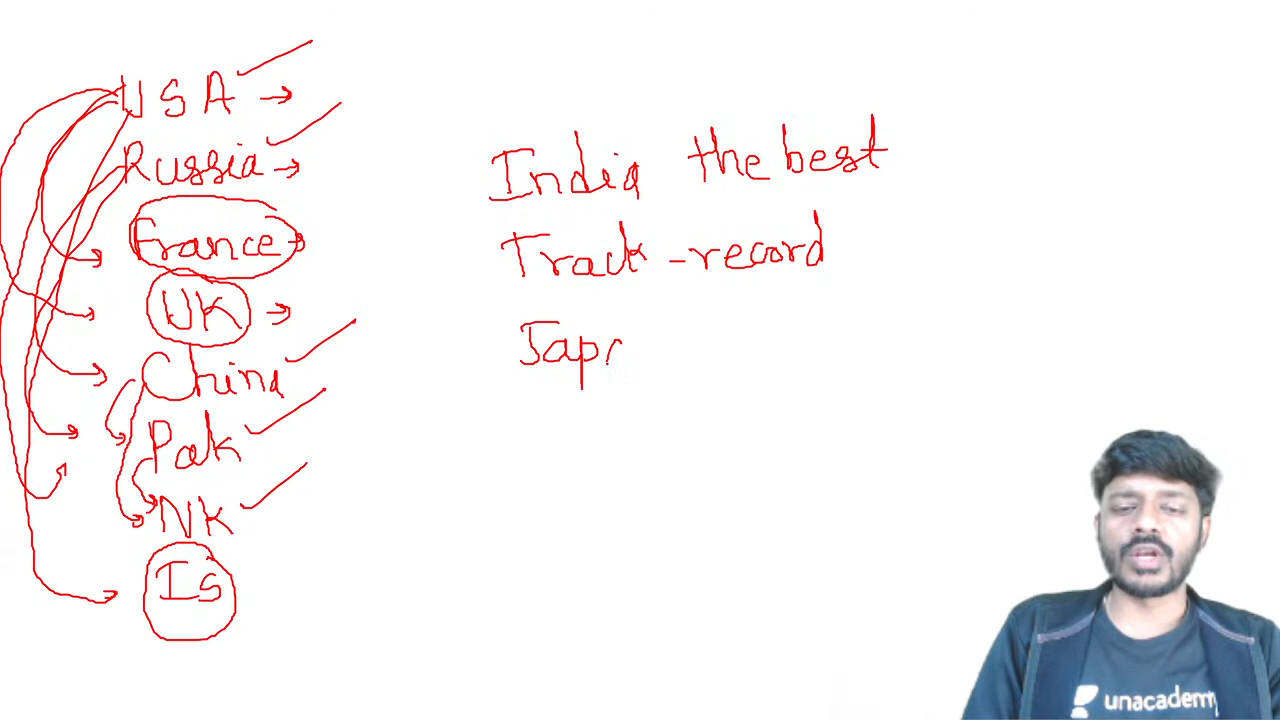 USA →
Russia →
France →
UK →
China
Pak
NK
Is
India the best
Track-record
Jap
unacademy